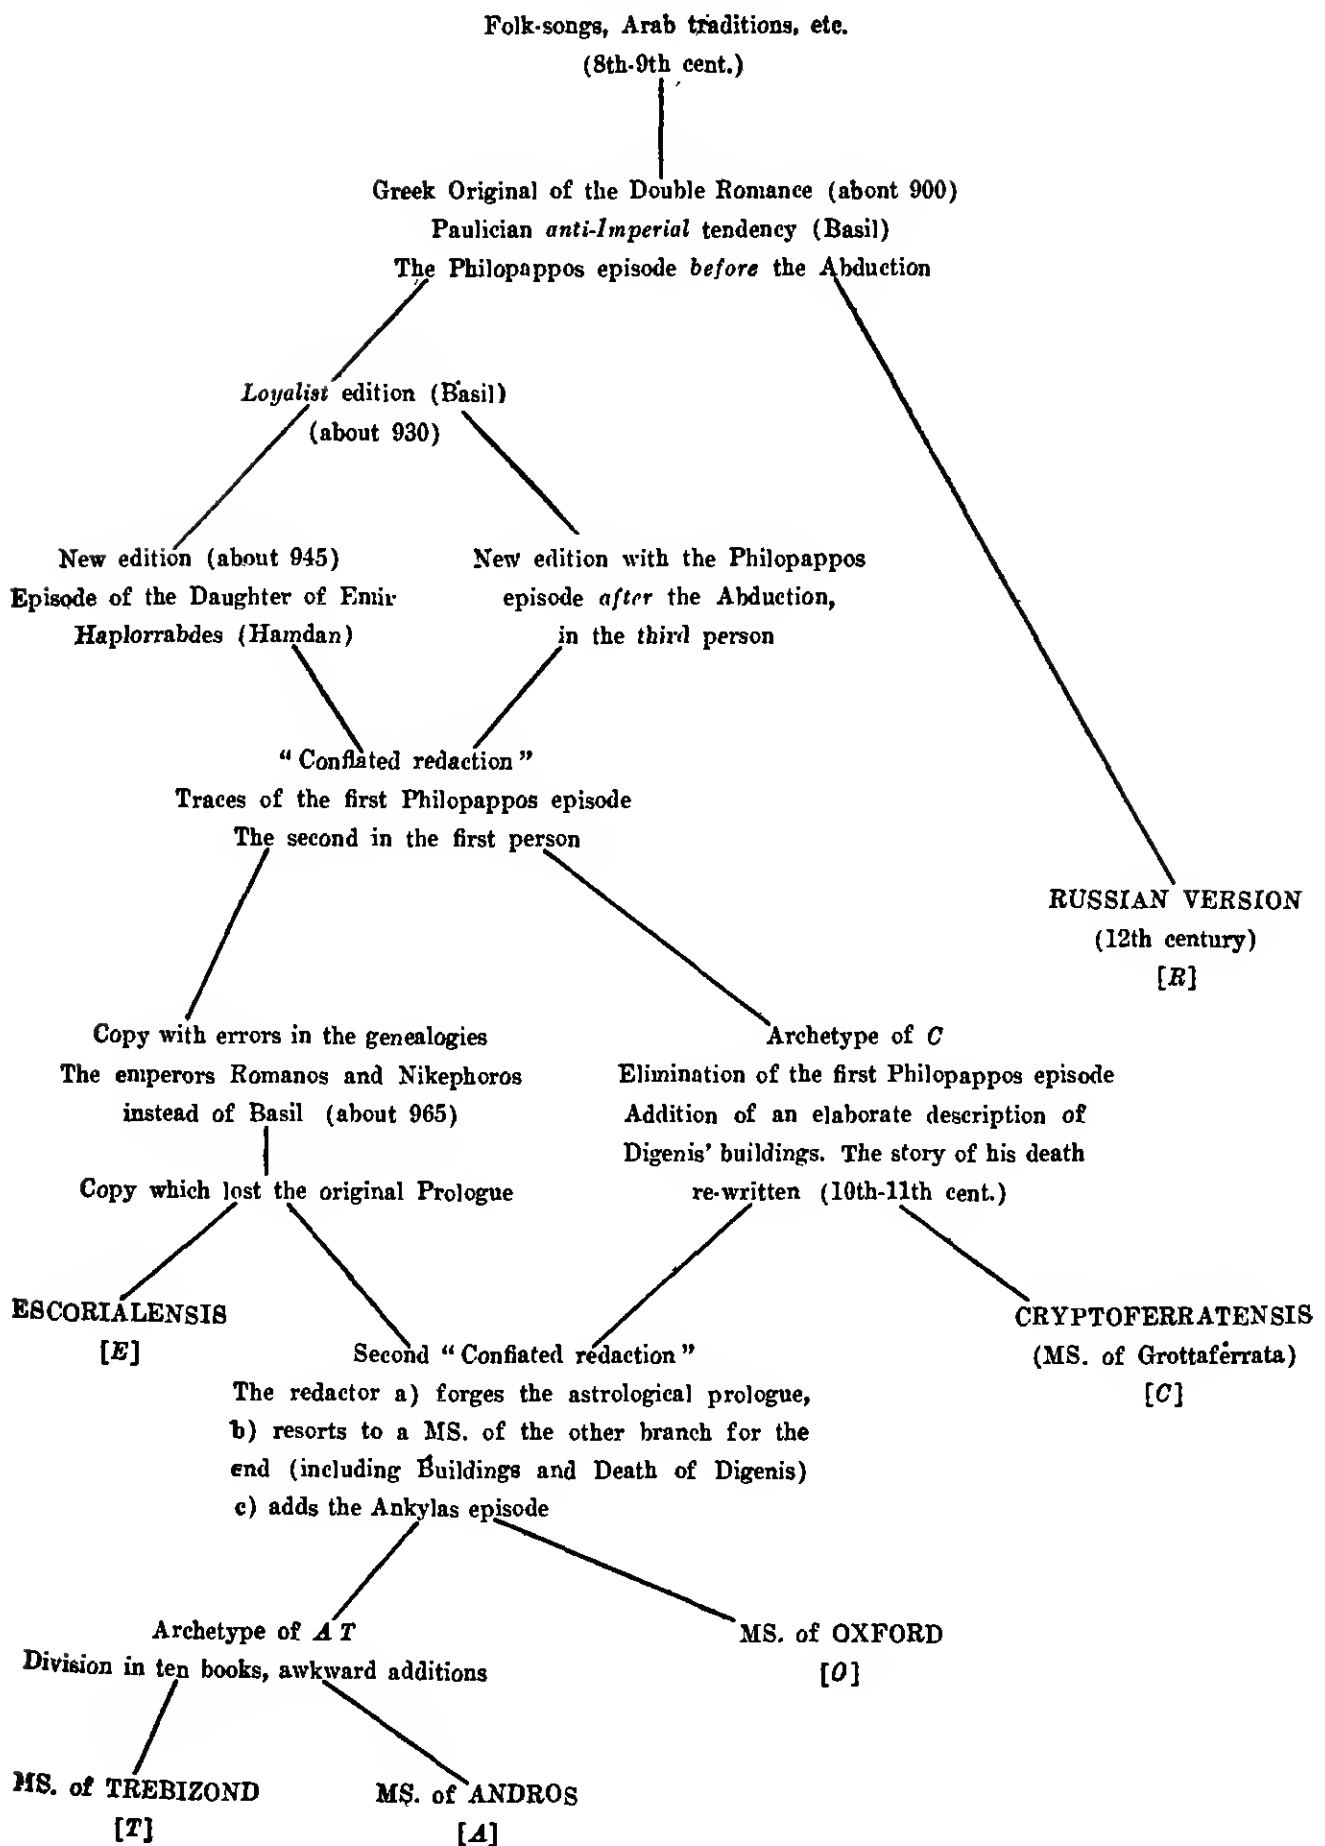 Folk-songs, Arab traditions, etc.
(8th-9th cent.)
Greek Original of the Double Romance (abont 900)
Paulician anti-Imperial tendency (Basil)
The Philopappos episode before the Abduction
Loyalist edition (Basil)
(about 930)
New edition (about 945)
Episode of the Daughter of Emir
Haplorrabdes (Hamdan)
New edition with the Philopappos
episode after the Abduction,
in the third person
"Conflated redaction"
Traces of the first Philopappos episode
The second in the first person
RUSSIAN VERSION
(12th century)
[R]
Copy with errors in the genealogies
The emperors Romanos and Nikephoros
instead of Basil (about 965)
Copy which lost the original Prologue
Archetype of C
Elimination of the first Philopappos episode
Addition of an elaborate description of
Digenis' buildings. The story of his death
re-written (10th-11th cent.)
ESCORIALENSIS
[E]
CRYPTOFERRATENSIS
(MS. of Grottaferrata)
[C]
Second "Conflated redaction"
The redactor a) forges the astrological prologue,
b) resorts to a MS. of the other branch for the
end (including Buildings and Death of Digenis)
c) adds the Ankylas episode
Archetype of A T
Division in ten books, awkward additions
MS. of OXFORD
[O]
MS. of TREBIZOND
[T]
MS. of ANDROS
[A]